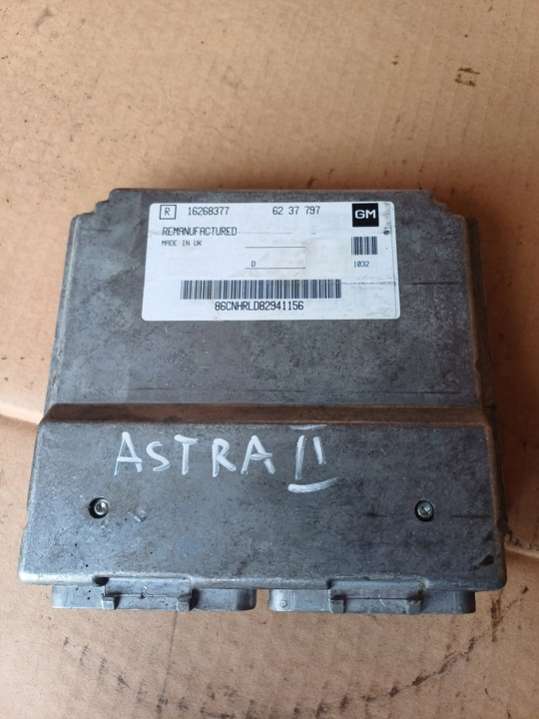 R 16268377 62 37 797 GM
REMANUFACTURED
MADE IN UK
D 1032
86CNHRLD82941156
ASTRA II